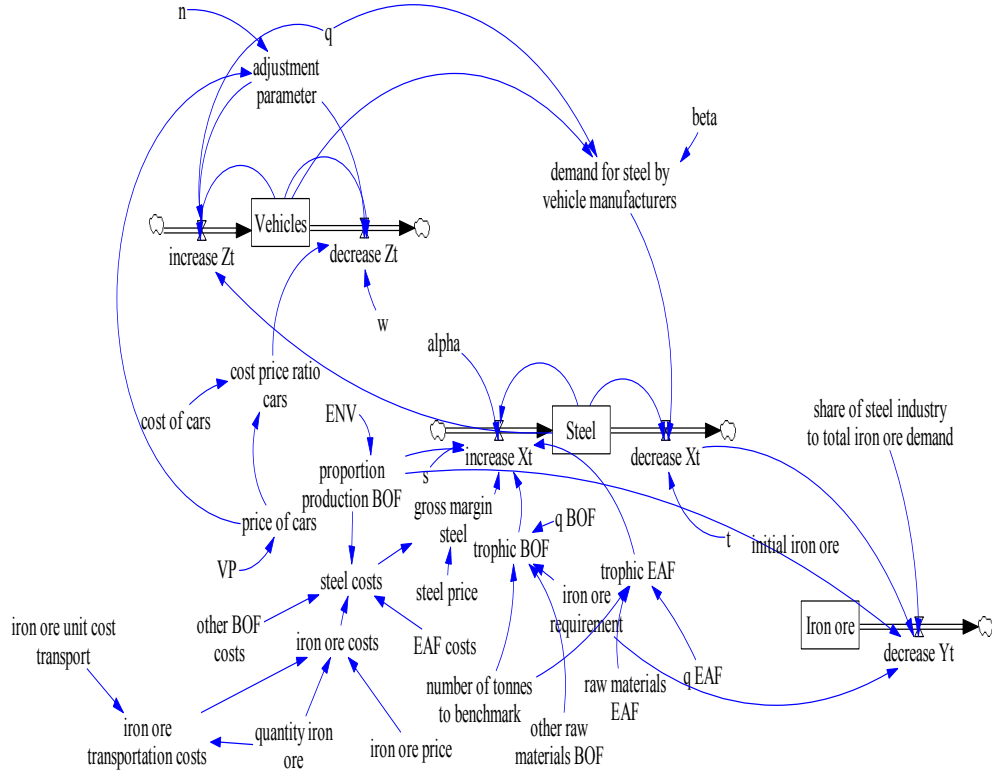 n
q
adjustment
parameter
beta
demand for steel by
vehicle manufacturers
Vehicles
increase Zt
decrease Zt
w
alpha
cost price ratio
cars
cost of cars
ENV
share of steel industry
to total iron ore demand
Steel
increase Xt
decrease Xt
proportion
production BOF
s
gross margin
steel
price of cars
q BOF
t
initial iron ore
trophic BOF
VP
steel costs
steel price
trophic EAF
iron ore
requirement
Iron ore
decrease Yt
other BOF
costs
iron ore unit cost
transport
iron ore costs
EAF costs
number of tonnes
to benchmark
raw materials
EAF
q EAF
iron ore
transportation costs
quantity iron
ore
iron ore price
other raw
materials BOF